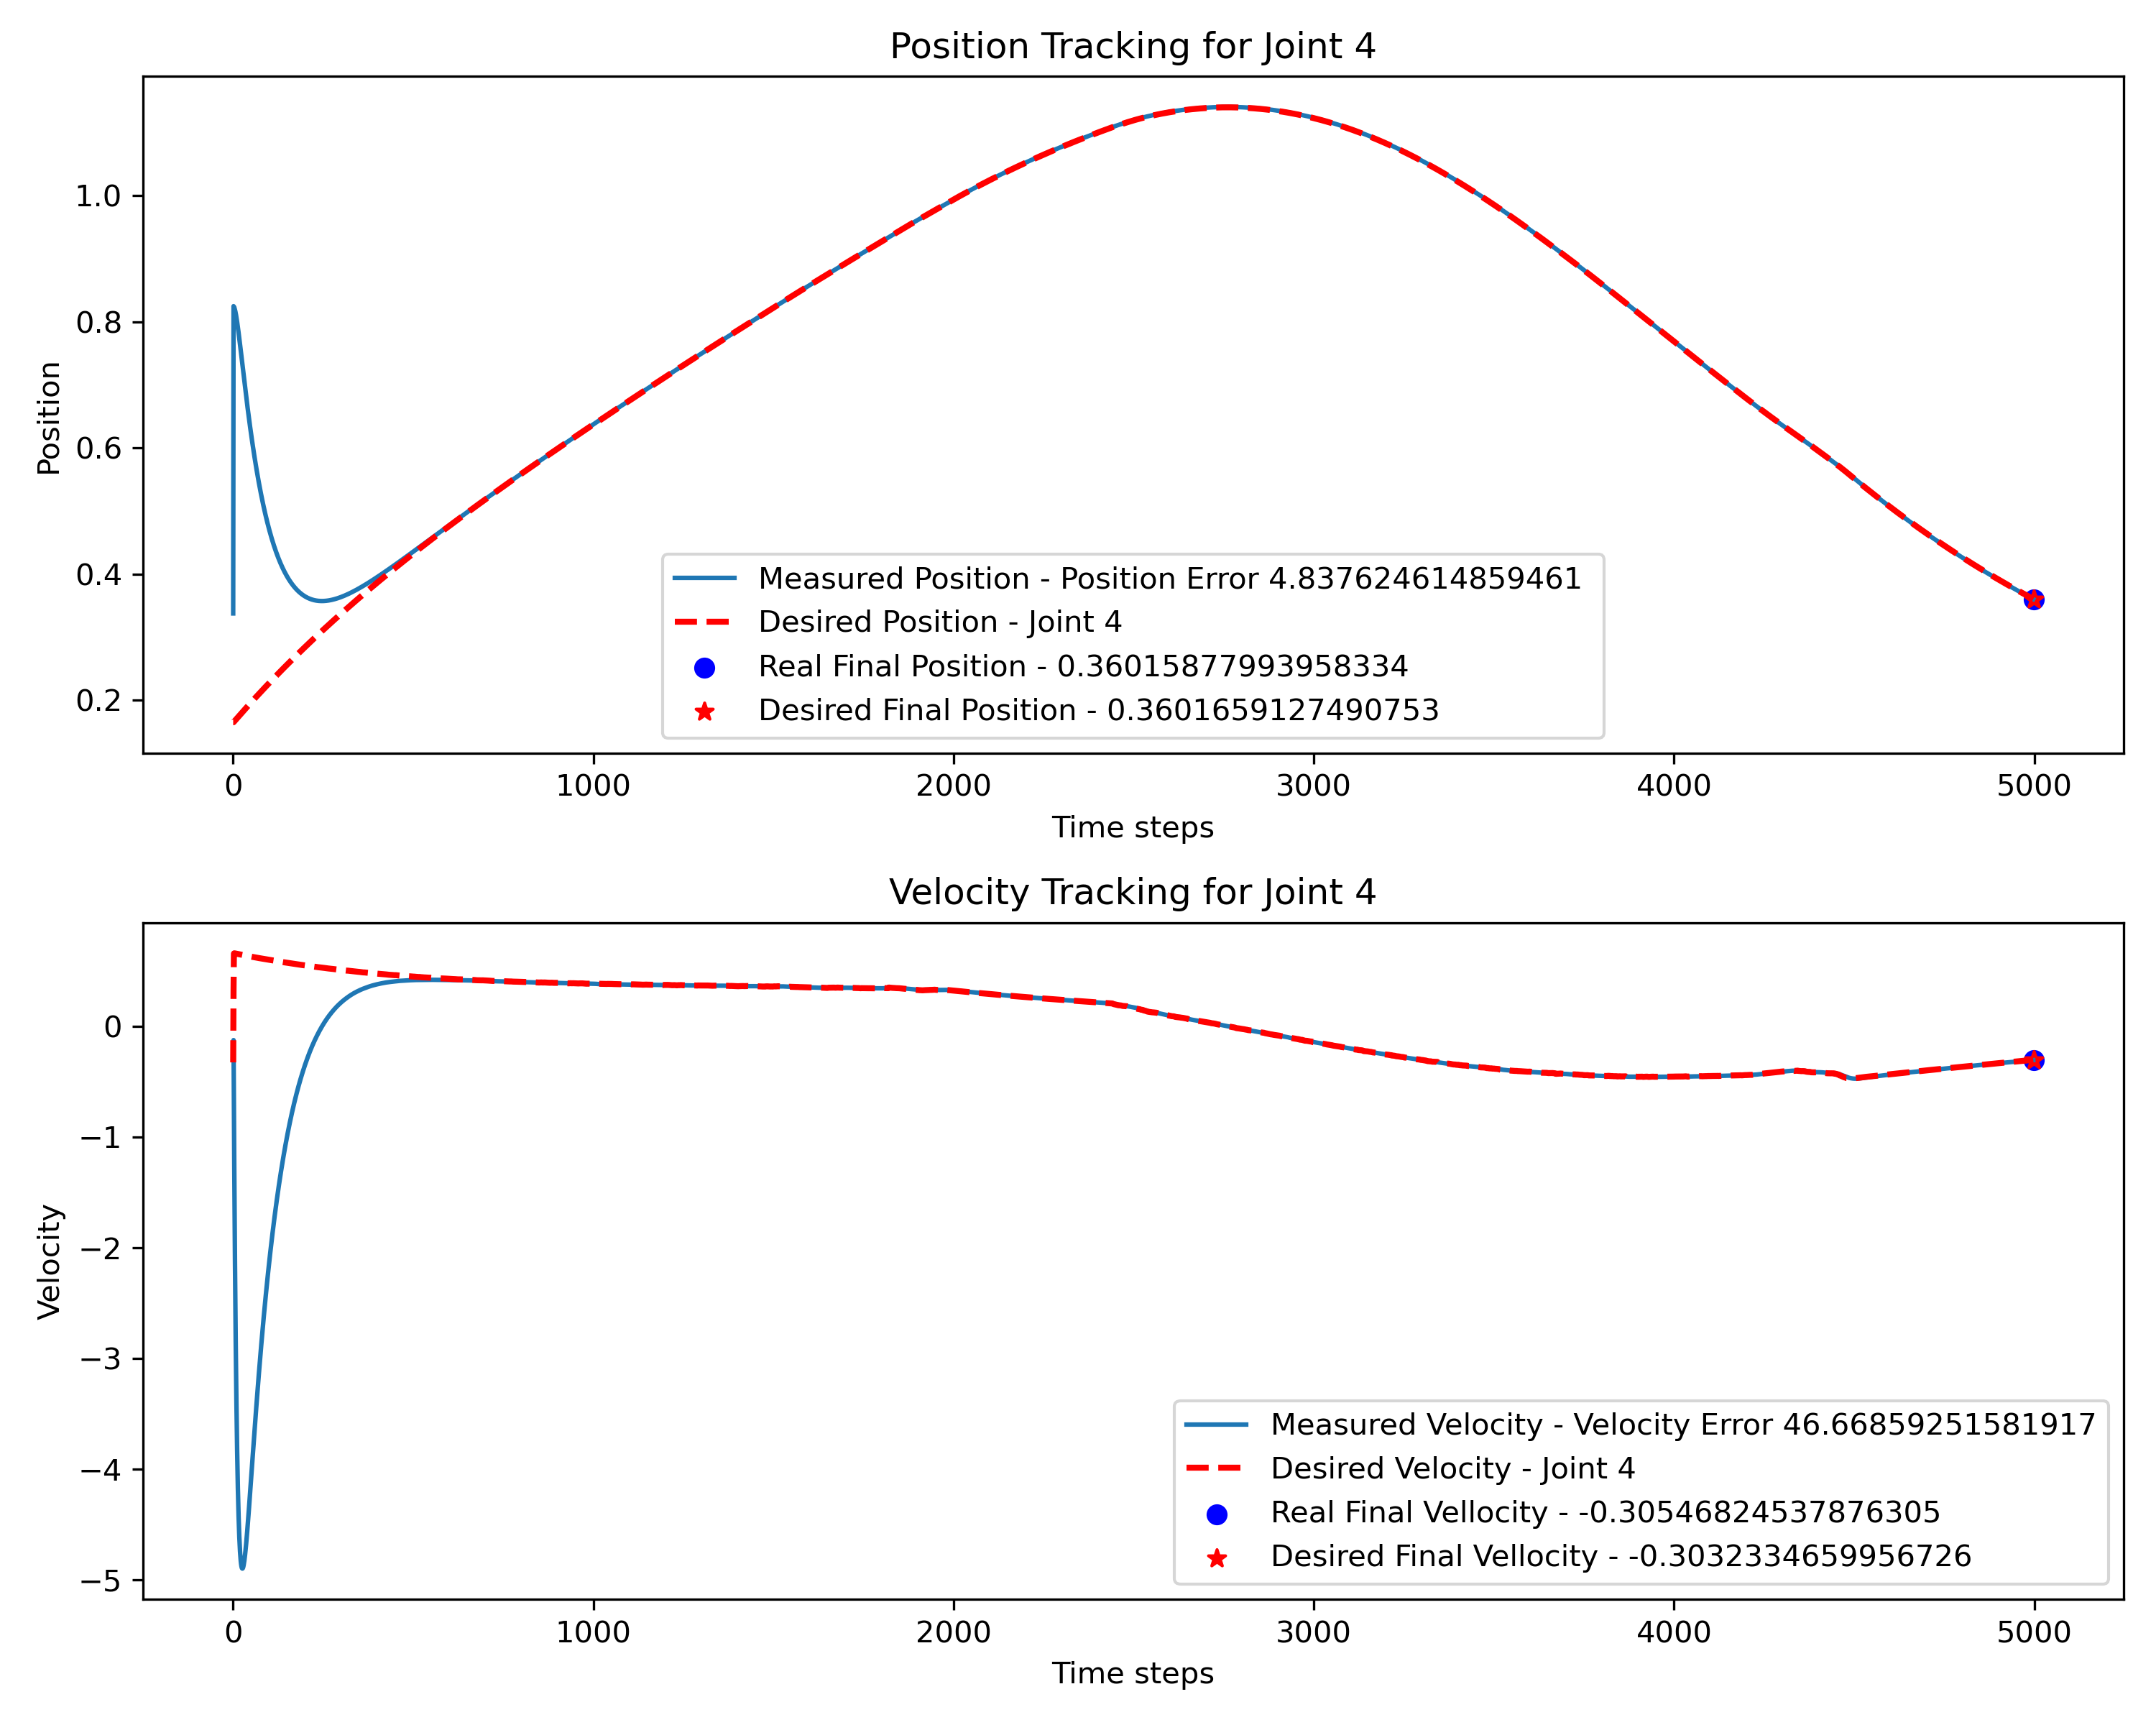 Position Tracking for Joint 4
Position
1.0
0.8
0.6
0.4
0.2
Measured Position - Position Error 4.837624614859461
Desired Position - Joint 4
Real Final Position - 0.36015877993958334
Desired Final Position - 0.3601659127490753
0 1000 2000 3000 4000 5000
Time steps
Velocity Tracking for Joint 4
Velocity
0
−1
−2
−3
−4
−5
Measured Velocity - Velocity Error 46.66859251581917
Desired Velocity - Joint 4
Real Final Vellocity - -0.30546824537876305
Desired Final Vellocity - -0.3032334659956726
0 1000 2000 3000 4000 5000
Time steps